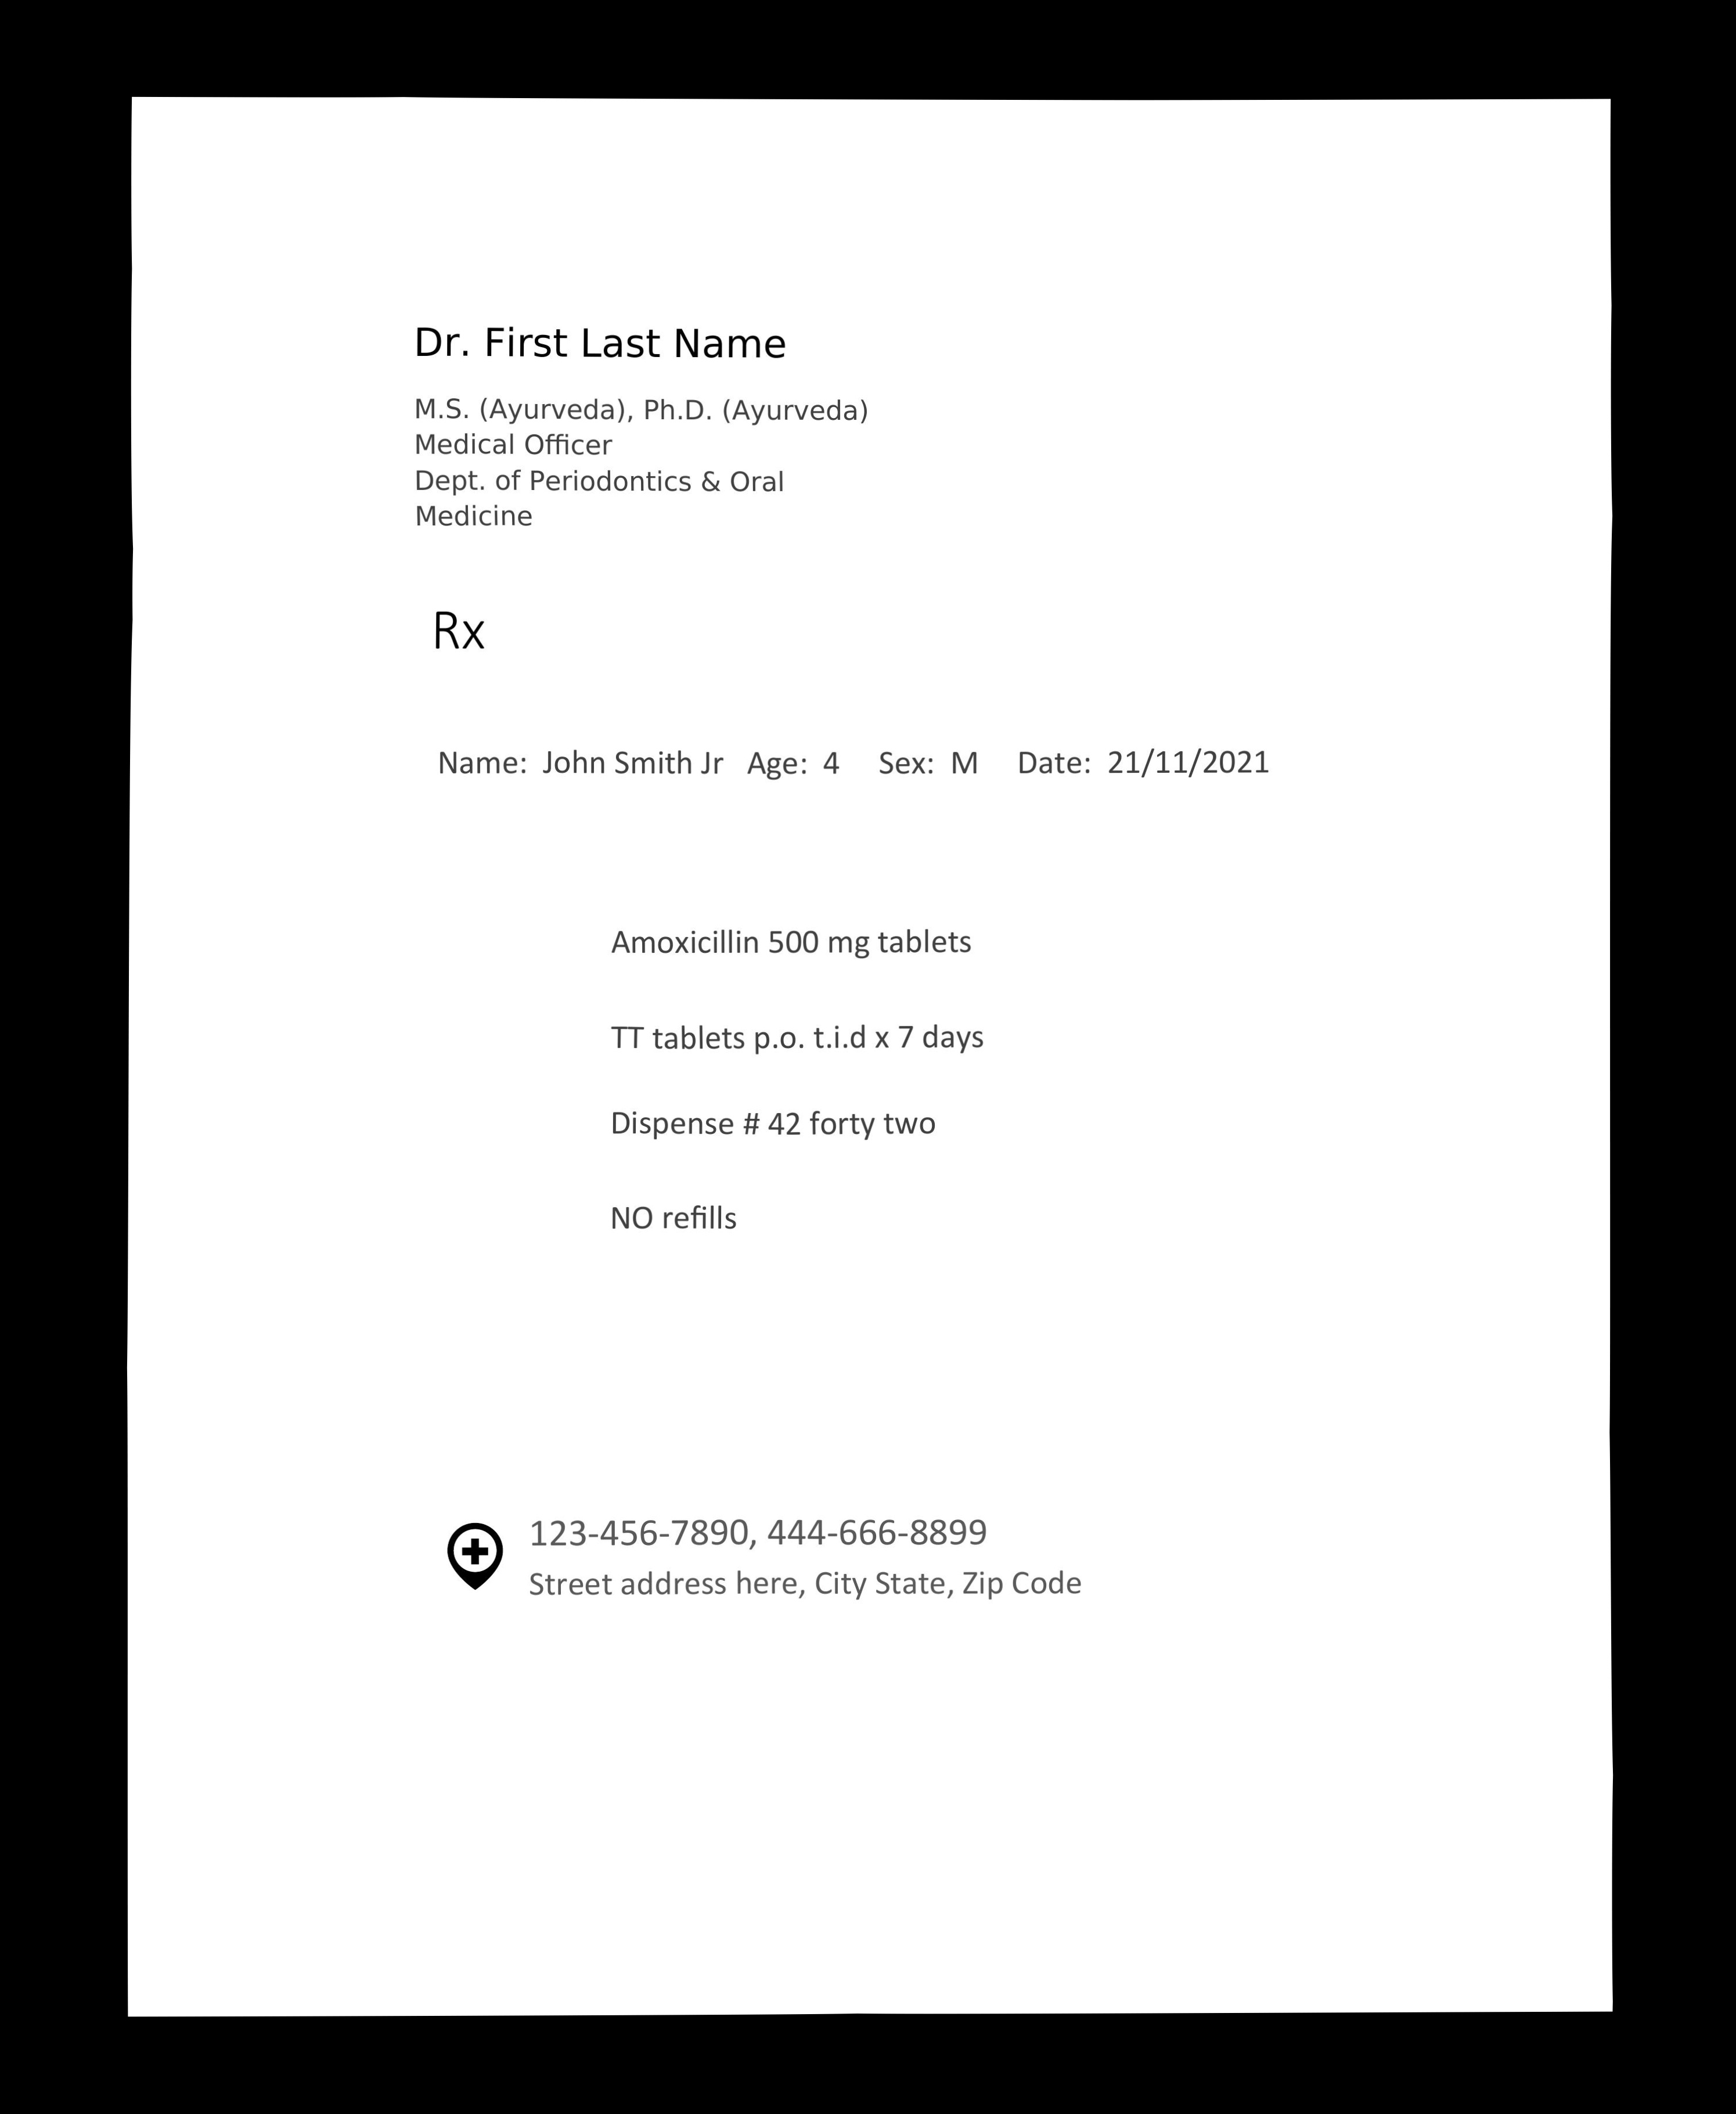 Dr. First Last Name
M.S. (Ayurveda), Ph.D. (Ayurveda)
Medical Officer
Dept. of Periodontics & Oral
Medicine
Rx
Name: John Smith Jr Age: 4 Sex: M Date: 21/11/2021
Amoxicillin 500 mg tablets
TT tablets p.o. t.i.d x 7 days
Dispense # 42 forty two
NO refills
123-456-7890, 444-666-8899
Street address here, City State, Zip Code